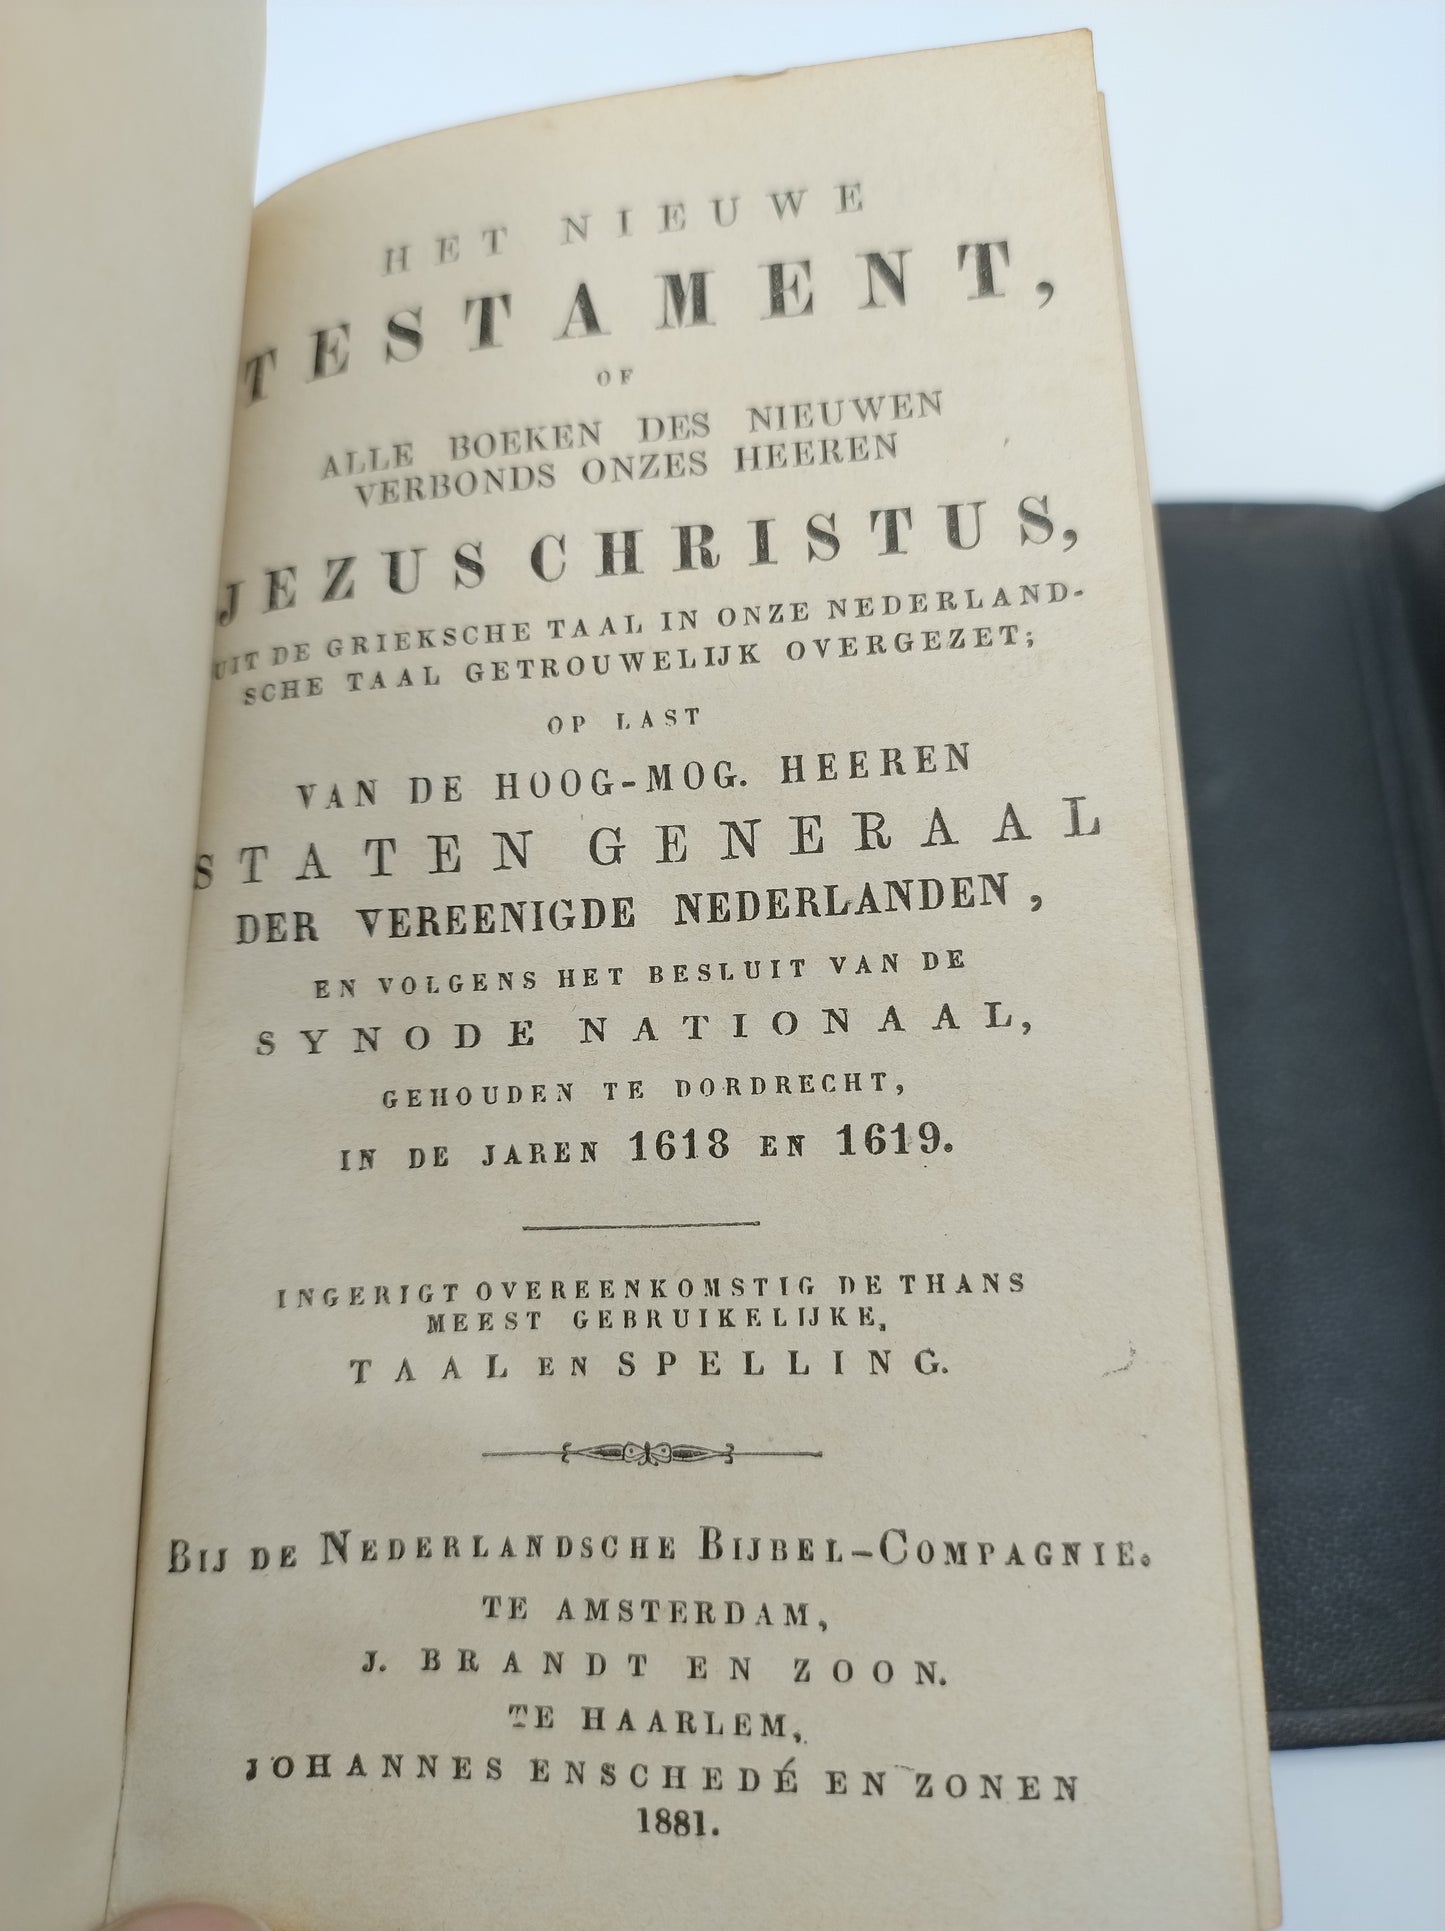 HET NIEUWE
TESTAMENT,
OF
ALLE BOEKEN DES NIEUWEN
VERBONDS ONZES HEEREN
JEZUS CHRISTUS,
UIT DE GRIEKSCHE TAAL IN ONZE NEDERLAND-
SCHE TAAL GETROUWELIJK OVERGEZET;
OP LAST
VAN DE HOOG-MOG. HEEREN
STATEN GENERAAL
DER VEREENIGDE NEDERLANDEN,
EN VOLGENS HET BESLUIT VAN DE
SYNODE NATIONAAL,
GEHOUDEN TE DORDRECHT,
IN DE JAREN 1618 EN 1619.
INGERIGT OVEREENKOMSTIG DE THANS
MEEST GEBRUIKELIJKE,
TAAL EN SPELLING.
BIJ DE NEDERLANDSCHE BIJBEL-COMPAGNIE.
TE AMSTERDAM,
J. BRANDT EN ZOON.
TE HAARLEM,
JOHANNES ENSCHEDÉ EN ZONEN
1881.